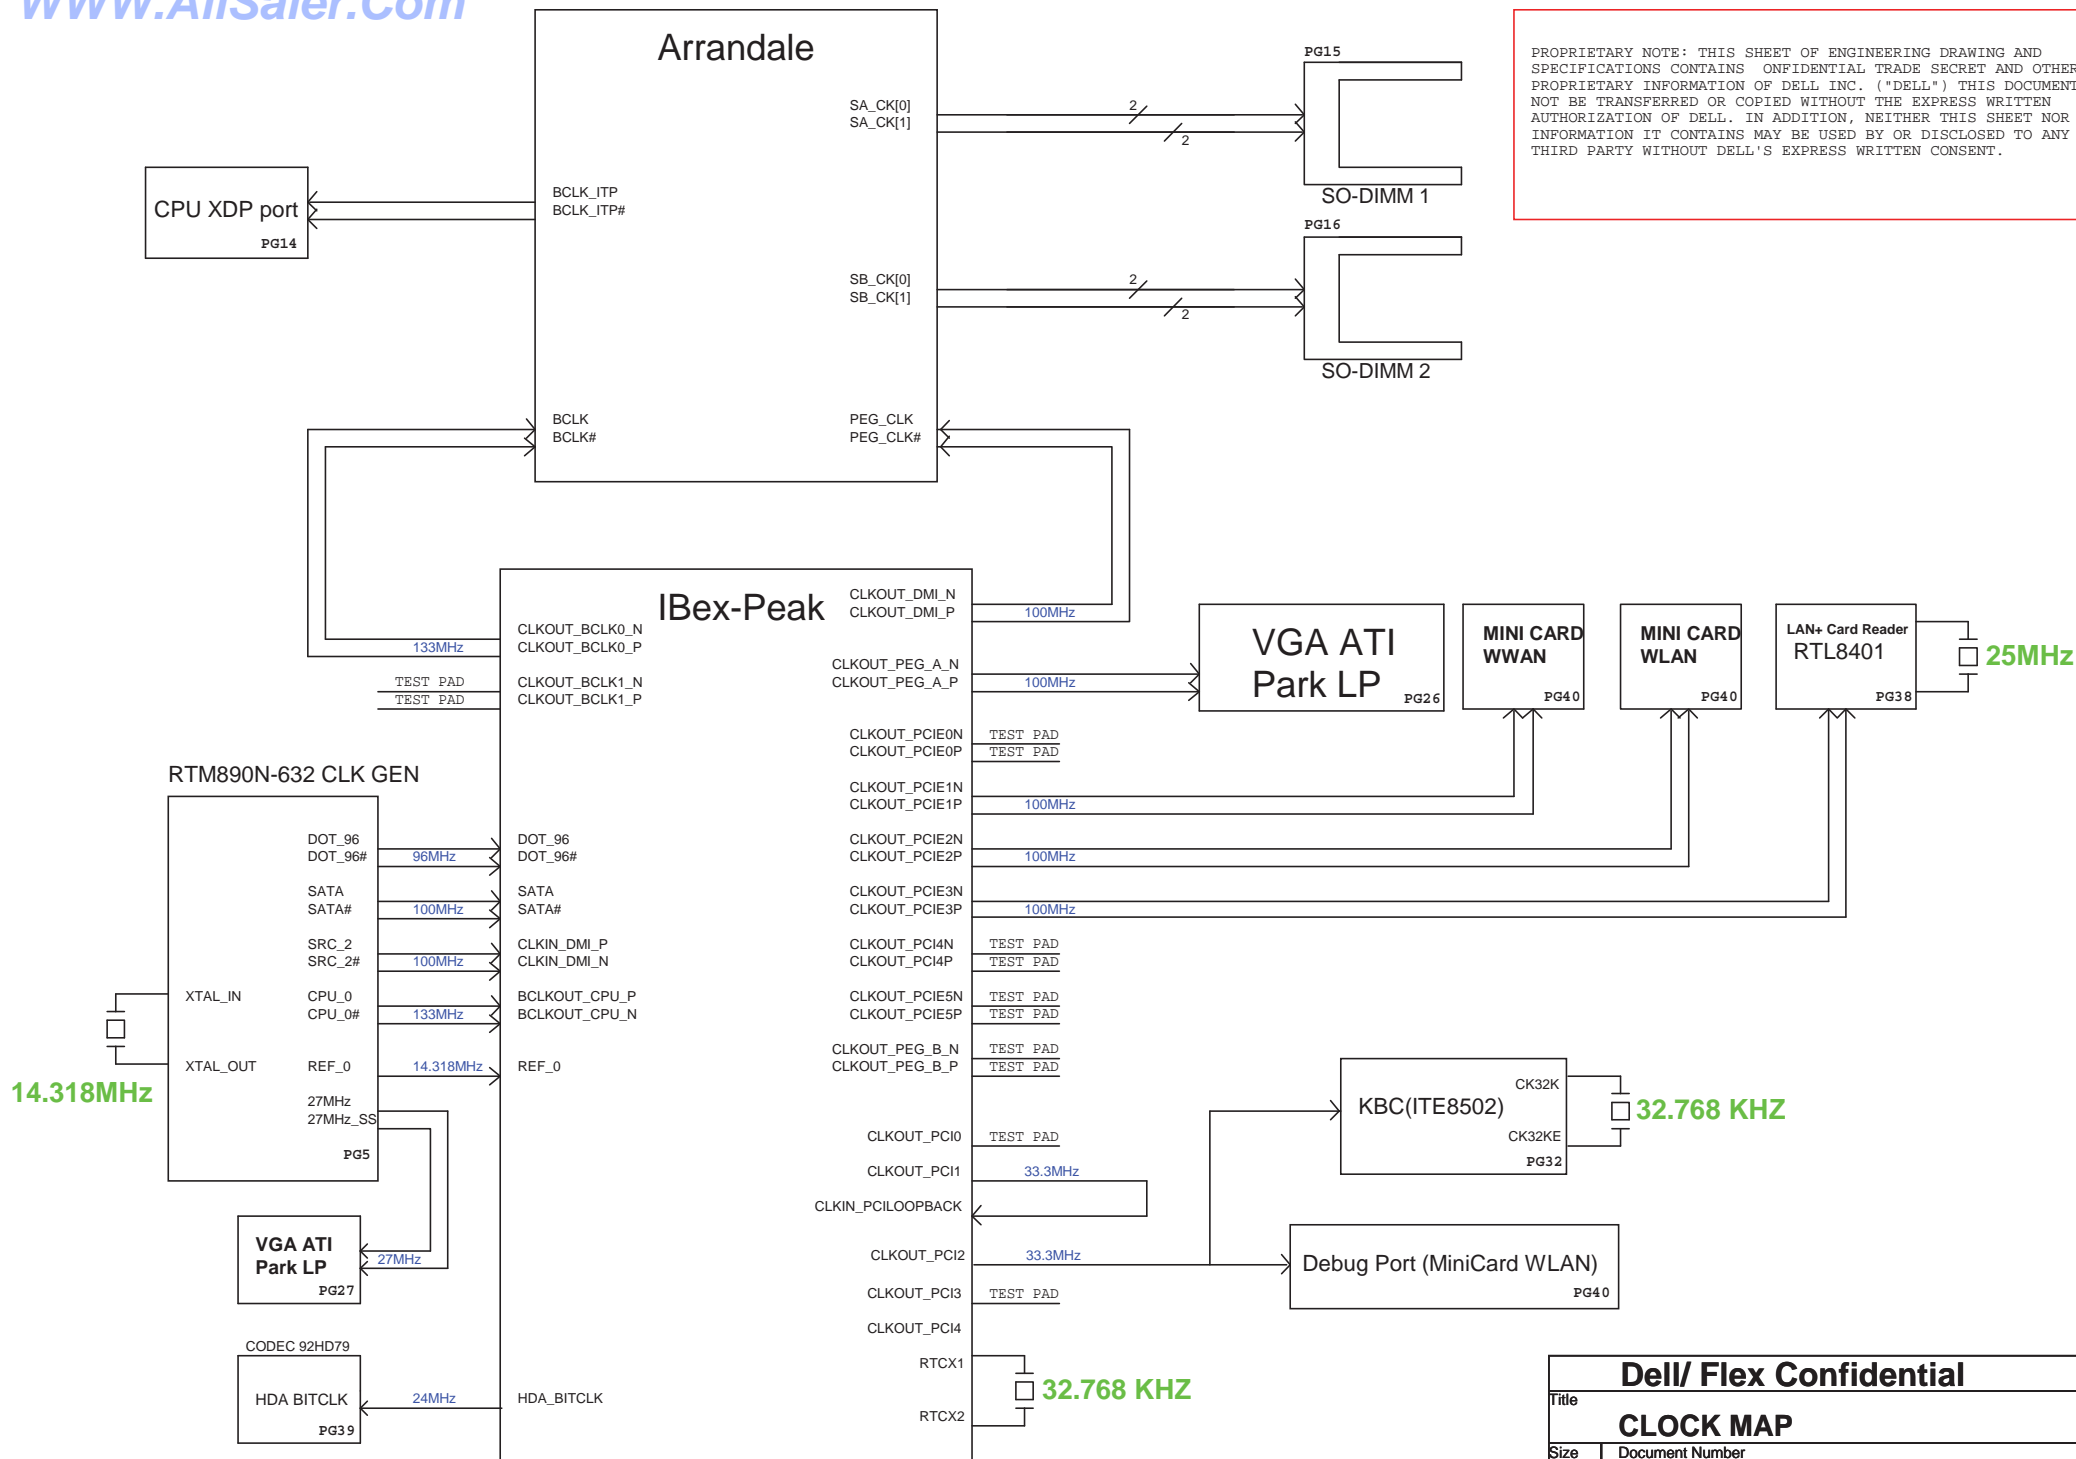 WWW.AllSaler.Com
Arrandale
SA_CK[0]
SA_CK[1]
2
2
PG15
SO-DIMM 1
PROPRIETARY NOTE: THIS SHEET OF ENGINEERING DRAWING AND
SPECIFICATIONS CONTAINS ONFIDENTIAL TRADE SECRET AND OTHER
PROPRIETARY INFORMATION OF DELL INC. ("DELL") THIS DOCUMENT
NOT BE TRANSFERRED OR COPIED WITHOUT THE EXPRESS WRITTEN
AUTHORIZATION OF DELL. IN ADDITION, NEITHER THIS SHEET NOR
INFORMATION IT CONTAINS MAY BE USED BY OR DISCLOSED TO ANY
THIRD PARTY WITHOUT DELL'S EXPRESS WRITTEN CONSENT.
CPU XDP port
PG14
BCLK_ITP
BCLK_ITP#
SB_CK[0]
SB_CK[1]
2
2
PG16
SO-DIMM 2
BCLK
BCLK#
PEG_CLK
PEG_CLK#
IBex-Peak
CLKOUT_DMI_N
CLKOUT_DMI_P
100MHz
CLKOUT_BCLK0_N
CLKOUT_BCLK0_P
133MHz
CLKOUT_PEG_A_N
CLKOUT_PEG_A_P
100MHz
TEST PAD
TEST PAD
CLKOUT_BCLK1_N
CLKOUT_BCLK1_P
VGA ATI
Park LP
PG26
MINI CARD
WWAN
PG40
MINI CARD
WLAN
PG40
LAN+ Card Reader
RTL8401
PG38
25MHz
CLKOUT_PCIE0N
CLKOUT_PCIE0P
TEST PAD
TEST PAD
CLKOUT_PCIE1N
CLKOUT_PCIE1P
100MHz
CLKOUT_PCIE2N
CLKOUT_PCIE2P
100MHz
CLKOUT_PCIE3N
CLKOUT_PCIE3P
100MHz
CLKOUT_PCI4N
CLKOUT_PCI4P
TEST PAD
TEST PAD
CLKOUT_PCIE5N
CLKOUT_PCIE5P
TEST PAD
TEST PAD
CLKOUT_PEG_B_N
CLKOUT_PEG_B_P
TEST PAD
TEST PAD
RTM890N-632 CLK GEN
DOT_96
DOT_96#
96MHz
DOT_96
DOT_96#
SATA
SATA#
100MHz
SATA
SATA#
SRC_2
SRC_2#
100MHz
CLKIN_DMI_P
CLKIN_DMI_N
XTAL_IN
CPU_0
CPU_0#
133MHz
BCLKOUT_CPU_P
BCLKOUT_CPU_N
XTAL_OUT
REF_0
14.318MHz
REF_0
14.318MHz
27MHz
27MHz_SS
PG5
CLKOUT_PCI0
TEST PAD
CLKOUT_PCI1
33.3MHz
CLKIN_PCILOOPBACK
CLKOUT_PCI2
33.3MHz
CLKOUT_PCI3
TEST PAD
CLKOUT_PCI4
RTCX1
RTCX2
32.768 KHZ
KBC(ITE8502)
CK32K
CK32KE
PG32
32.768 KHZ
Debug Port (MiniCard WLAN)
PG40
VGA ATI
Park LP
PG27
27MHz
CODEC 92HD79
HDA BITCLK
PG39
24MHz
HDA_BITCLK
Dell/ Flex Confidential
Title
CLOCK MAP
Size
Document Number